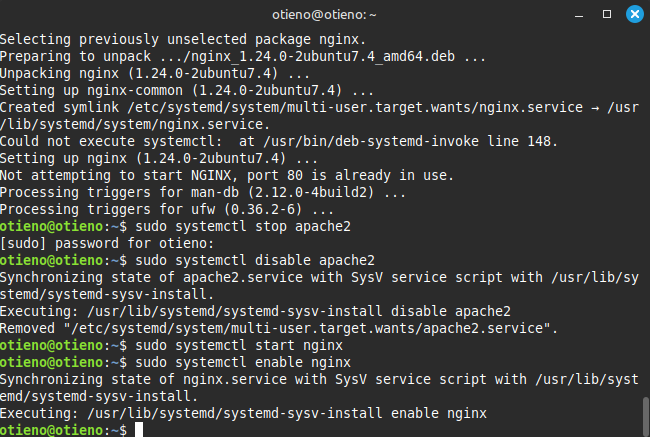 otieno@otieno: ~
Selecting previously unselected package nginx.
Preparing to unpack .../nginx_1.24.0-2ubuntu7.4_amd64.deb ...
Unpacking nginx (1.24.0-2ubuntu7.4) ...
Setting up nginx-common (1.24.0-2ubuntu7.4) ...
Created symlink /etc/systemd/system/multi-user.target.wants/nginx.service → /usr
/lib/systemd/system/nginx.service.
Could not execute systemctl:  at /usr/bin/deb-systemd-invoke line 148.
Setting up nginx (1.24.0-2ubuntu7.4) ...
Not attempting to start NGINX, port 80 is already in use.
Processing triggers for man-db (2.12.0-4build2) ...
Processing triggers for ufw (0.36.2-6) ...
otieno@otieno:~$ sudo systemctl stop apache2
[sudo] password for otieno:
otieno@otieno:~$ sudo systemctl disable apache2
Synchronizing state of apache2.service with SysV service script with /usr/lib/sy
stemd/systemd-sysv-install.
Executing: /usr/lib/systemd/systemd-sysv-install disable apache2
Removed "/etc/systemd/system/multi-user.target.wants/apache2.service".
otieno@otieno:~$ sudo systemctl start nginx
otieno@otieno:~$ sudo systemctl enable nginx
Synchronizing state of nginx.service with SysV service script with /usr/lib/syst
emd/systemd-sysv-install.
Executing: /usr/lib/systemd/systemd-sysv-install enable nginx
otieno@otieno:~$